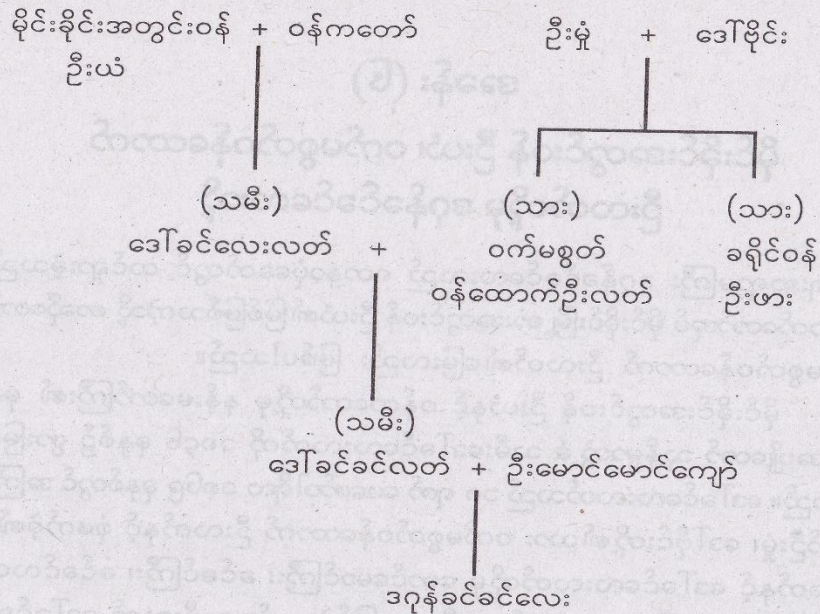 မိုင်းခိုင်းအတွင်းဝန် + ဝန်ကတော်
ဦးယံ
ဦးမှုံ + ဒေါ်ဗိုင်း
(သမီး)
ဒေါ်ခင်လေးလတ် +
(သား)
ဝက်မစွတ်
ဝန်ထောက်ဦးလတ်
(သား)
ခရိုင်ဝန်
ဦးဖား
(သမီး)
ဒေါ်ခင်ခင်လတ် + ဦးမောင်မောင်ကျော်
ဒဂုန်ခင်ခင်လေး